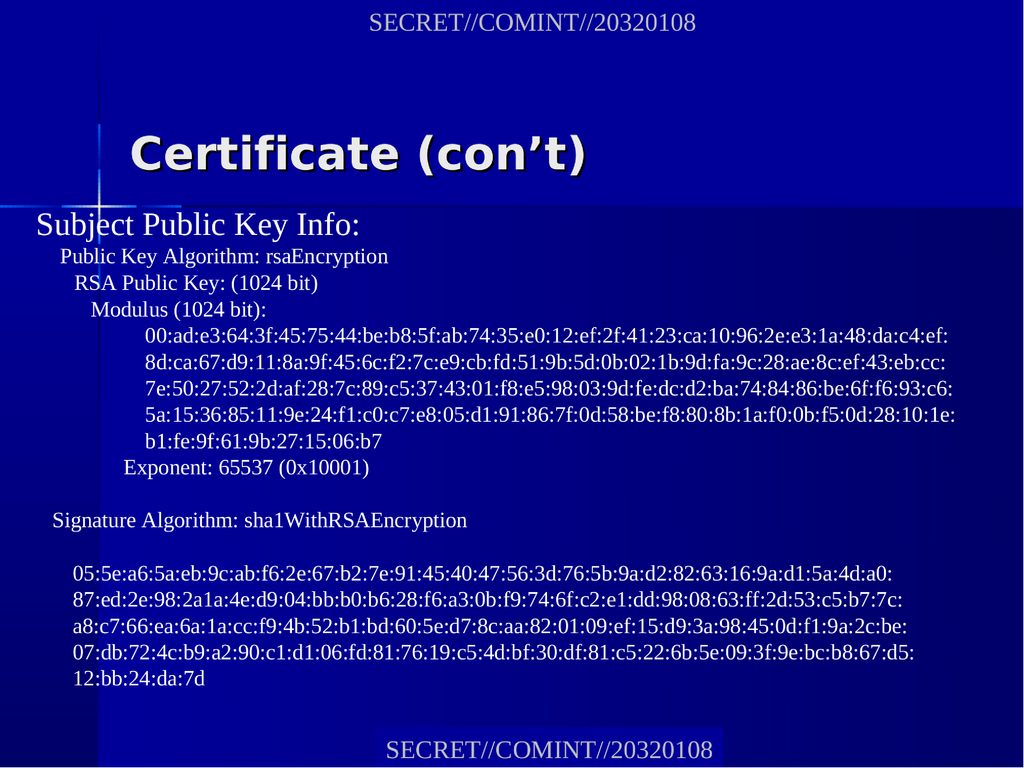 SECRET//COMINT//20320108
Certificate (con’t)
Subject Public Key Info:
Public Key Algorithm: rsaEncryption
RSA Public Key: (1024 bit)
Modulus (1024 bit):
00:ad:e3:64:3f:45:75:44:be:b8:5f:ab:74:35:e0:12:ef:2f:41:23:ca:10:96:2e:e3:1a:48:da:c4:ef:
8d:ca:67:d9:11:8a:9f:45:6c:f2:7c:e9:cb:fd:51:9b:5d:0b:02:1b:9d:fa:9c:28:ae:8c:ef:43:eb:cc:
7e:50:27:52:2d:af:28:7c:89:c5:37:43:01:f8:e5:98:03:9d:fe:dc:d2:ba:74:84:86:be:6f:f6:93:c6:
5a:15:36:85:11:9e:24:f1:c0:c7:e8:05:d1:91:86:7f:0d:58:be:f8:80:8b:1a:f0:0b:f5:0d:28:10:1e:
b1:fe:9f:61:9b:27:15:06:b7
Exponent: 65537 (0x10001)
Signature Algorithm: sha1WithRSAEncryption
05:5e:a6:5a:eb:9c:ab:f6:2e:67:b2:7e:91:45:40:47:56:3d:76:5b:9a:d2:82:63:16:9a:d1:5a:4d:a0:
87:ed:2e:98:2a1a:4e:d9:04:bb:b0:b6:28:f6:a3:0b:f9:74:6f:c2:e1:dd:98:08:63:ff:2d:53:c5:b7:7c:
a8:c7:66:ea:6a:1a:cc:f9:4b:52:b1:bd:60:5e:d7:8c:aa:82:01:09:ef:15:d9:3a:98:45:0d:f1:9a:2c:be:
07:db:72:4c:b9:a2:90:c1:d1:06:fd:81:76:19:c5:4d:bf:30:df:81:c5:22:6b:5e:09:3f:9e:bc:b8:67:d5:
12:bb:24:da:7d
SECRET//COMINT//20320108